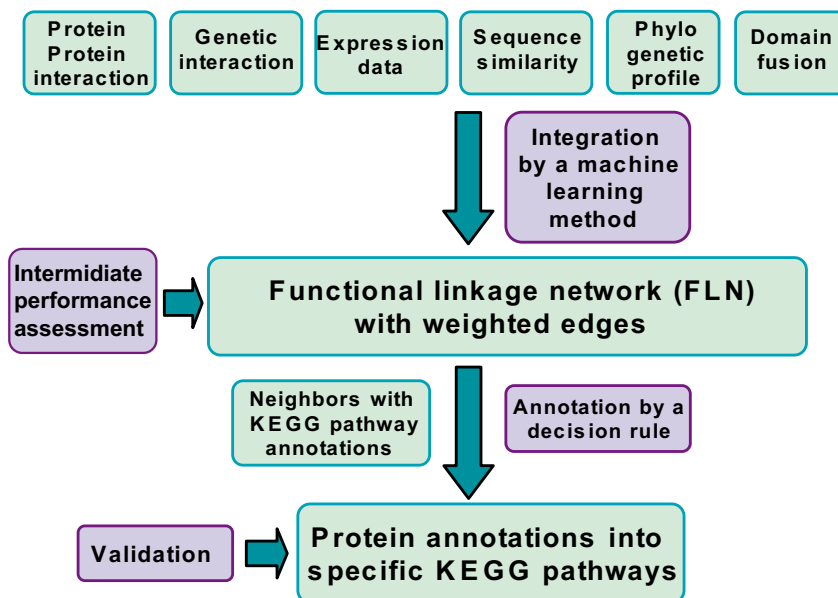 Protein
Protein
interaction
Genetic
interaction
Expression
data
Sequence
similarity
Phylo
genetic
profile
Domain
fusion
Integration
by a machine
learning
method
Intermidiate
performance
assessment
Functional linkage network (FLN)
with weighted edges
Neighbors with
KEGG pathway
annotations
Annotation by a
decision rule
Validation
Protein annotations into
specific KEGG pathways